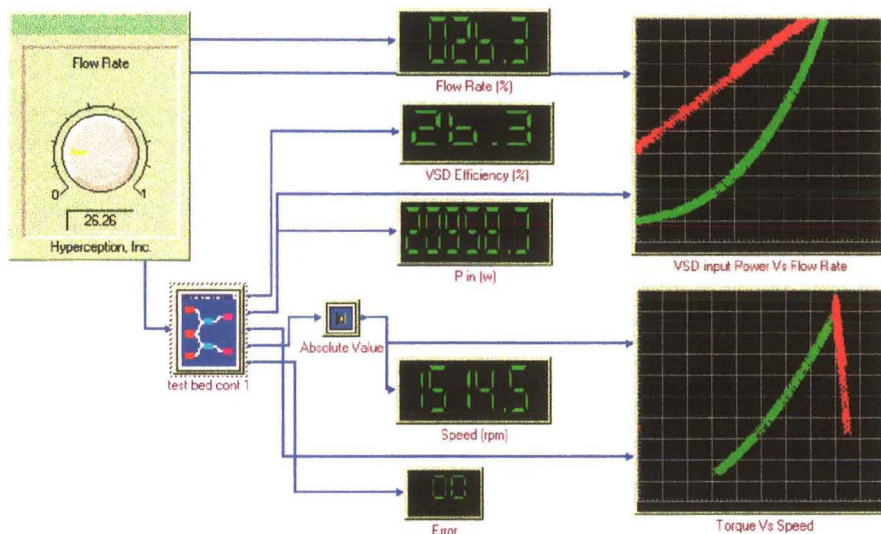 Flow Rate
0
1
26.26
Hyperception, Inc.
026.3
Flow Rate (%)
26.3
VSD Efficiency (%)
P in (w)
VSD input Power Vs Flow Rate
test bed cont 1
Absolute Value
1514.5
Speed (rpm)
Error
Torque Vs Speed